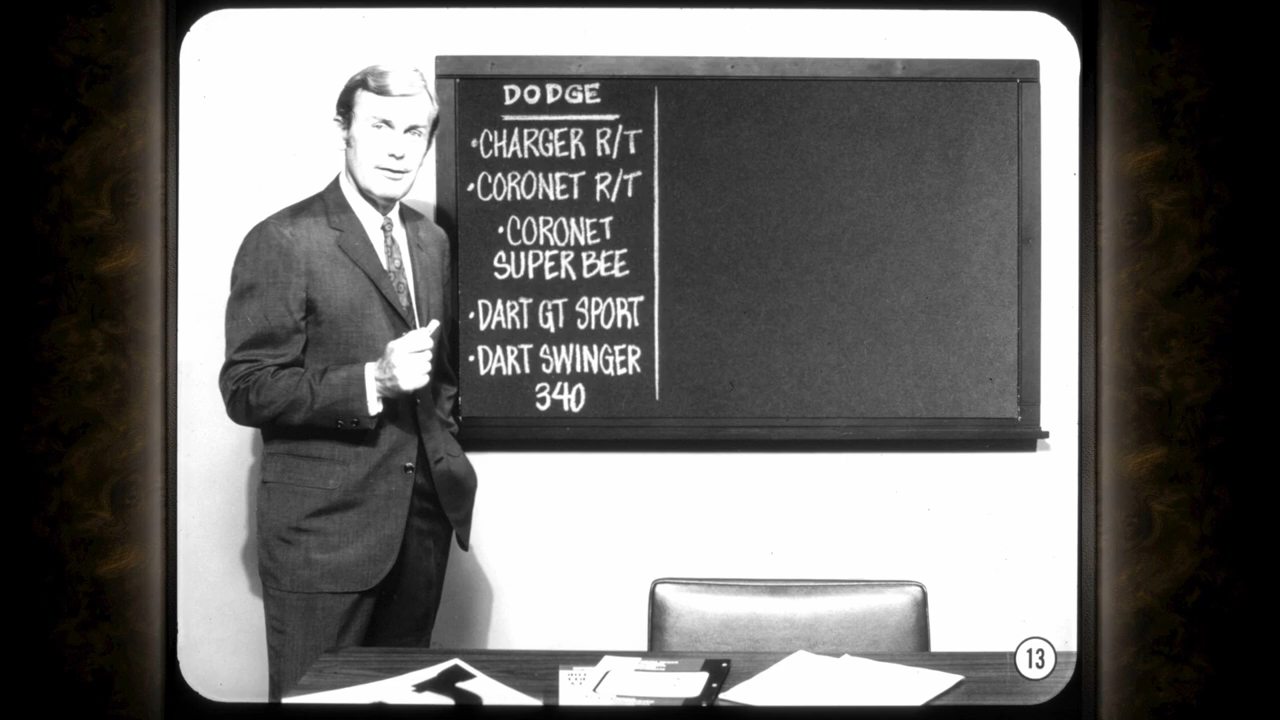 DODGE
•CHARGER R/T
•CORONET R/T
•CORONET
SUPER BEE
•DART GT SPORT
•DART SWINGER
340
13